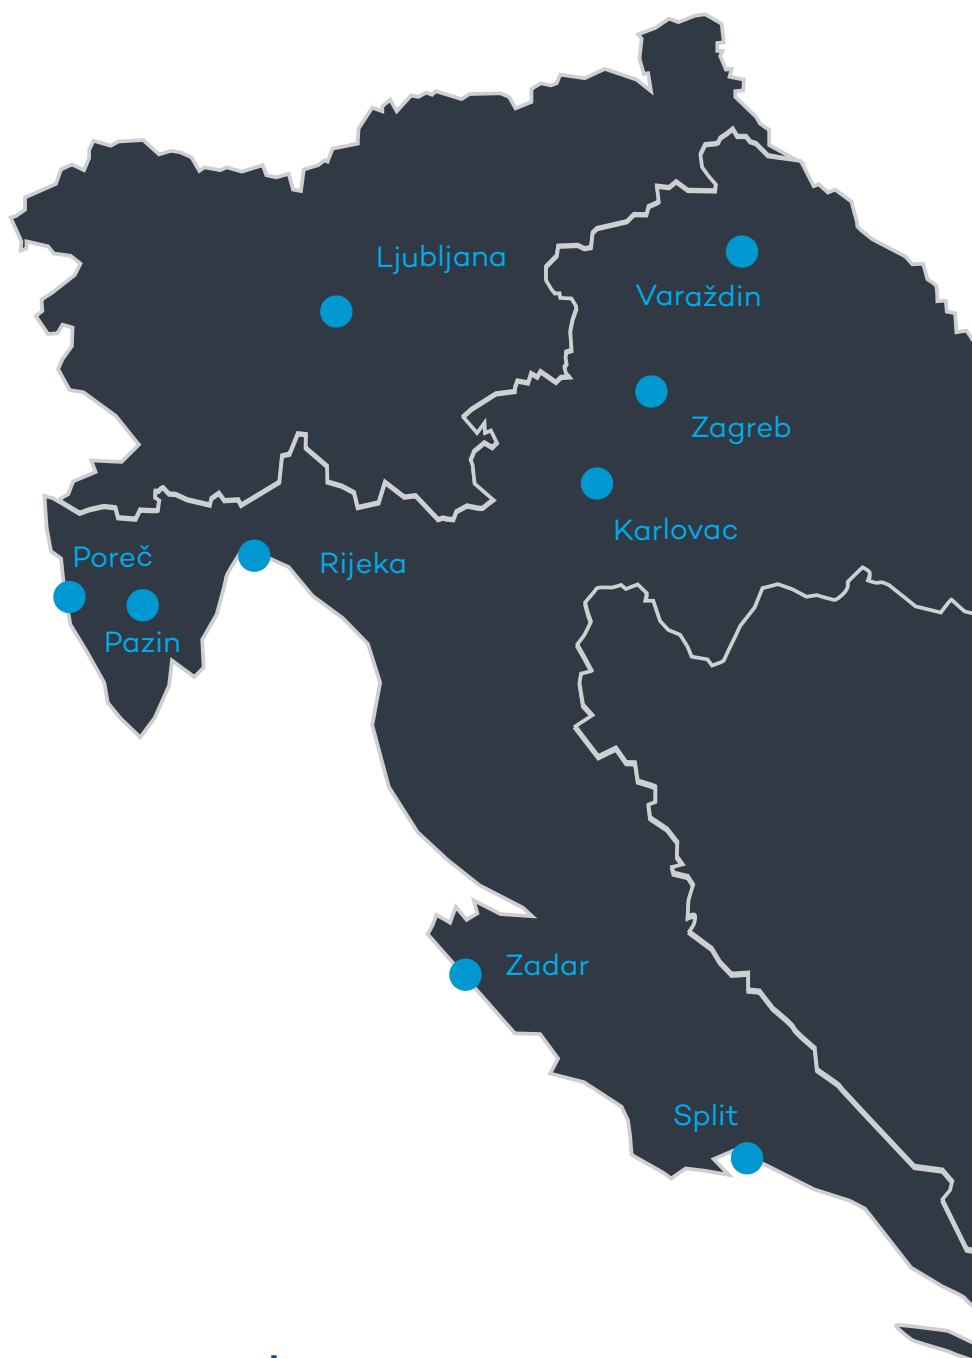 Ljubljana
Varaždin
Zagreb
Karlovac
Poreč
Rijeka
Pazin
Zadar
Split